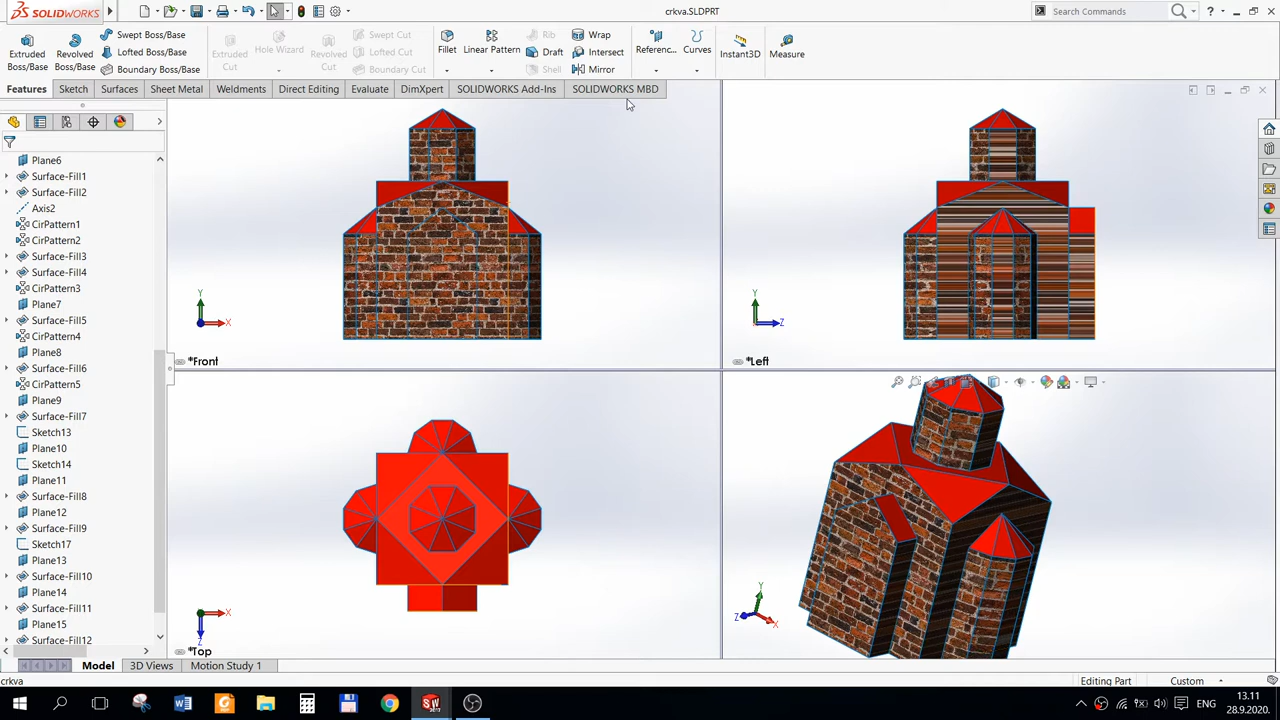 SOLIDWORKS
crkva.SLDPRT
Search Commands
Extruded Boss/Base
Revolved Boss/Base
Swept Boss/Base
Lofted Boss/Base
Boundary Boss/Base
Extruded Cut
Hole Wizard
Revolved Cut
Swept Cut
Lofted Cut
Boundary Cut
Fillet
Linear Pattern
Rib
Draft
Shell
Wrap
Intersect
Mirror
Referenc...
Curves
Instant3D
Measure
Features
Sketch
Surfaces
Sheet Metal
Weldments
Direct Editing
Evaluate
DimXpert
SOLIDWORKS Add-Ins
SOLIDWORKS MBD
Plane6
Surface-Fill1
Surface-Fill2
Axis2
CirPattern1
CirPattern2
Surface-Fill3
Surface-Fill4
CirPattern3
Plane7
Surface-Fill5
CirPattern4
Plane8
Surface-Fill6
CirPattern5
Plane9
Surface-Fill7
Sketch13
Plane10
Sketch14
Plane11
Surface-Fill8
Plane12
Surface-Fill9
Sketch17
Plane13
Surface-Fill10
Plane14
Surface-Fill11
Plane15
Surface-Fill12
Y
X
*Front
Y
Z
*Left
X
Z
*Top
Y
Z
X
Model
3D Views
Motion Study 1
crkva
Editing Part
Custom
ENG
13.11
28.9.2020.